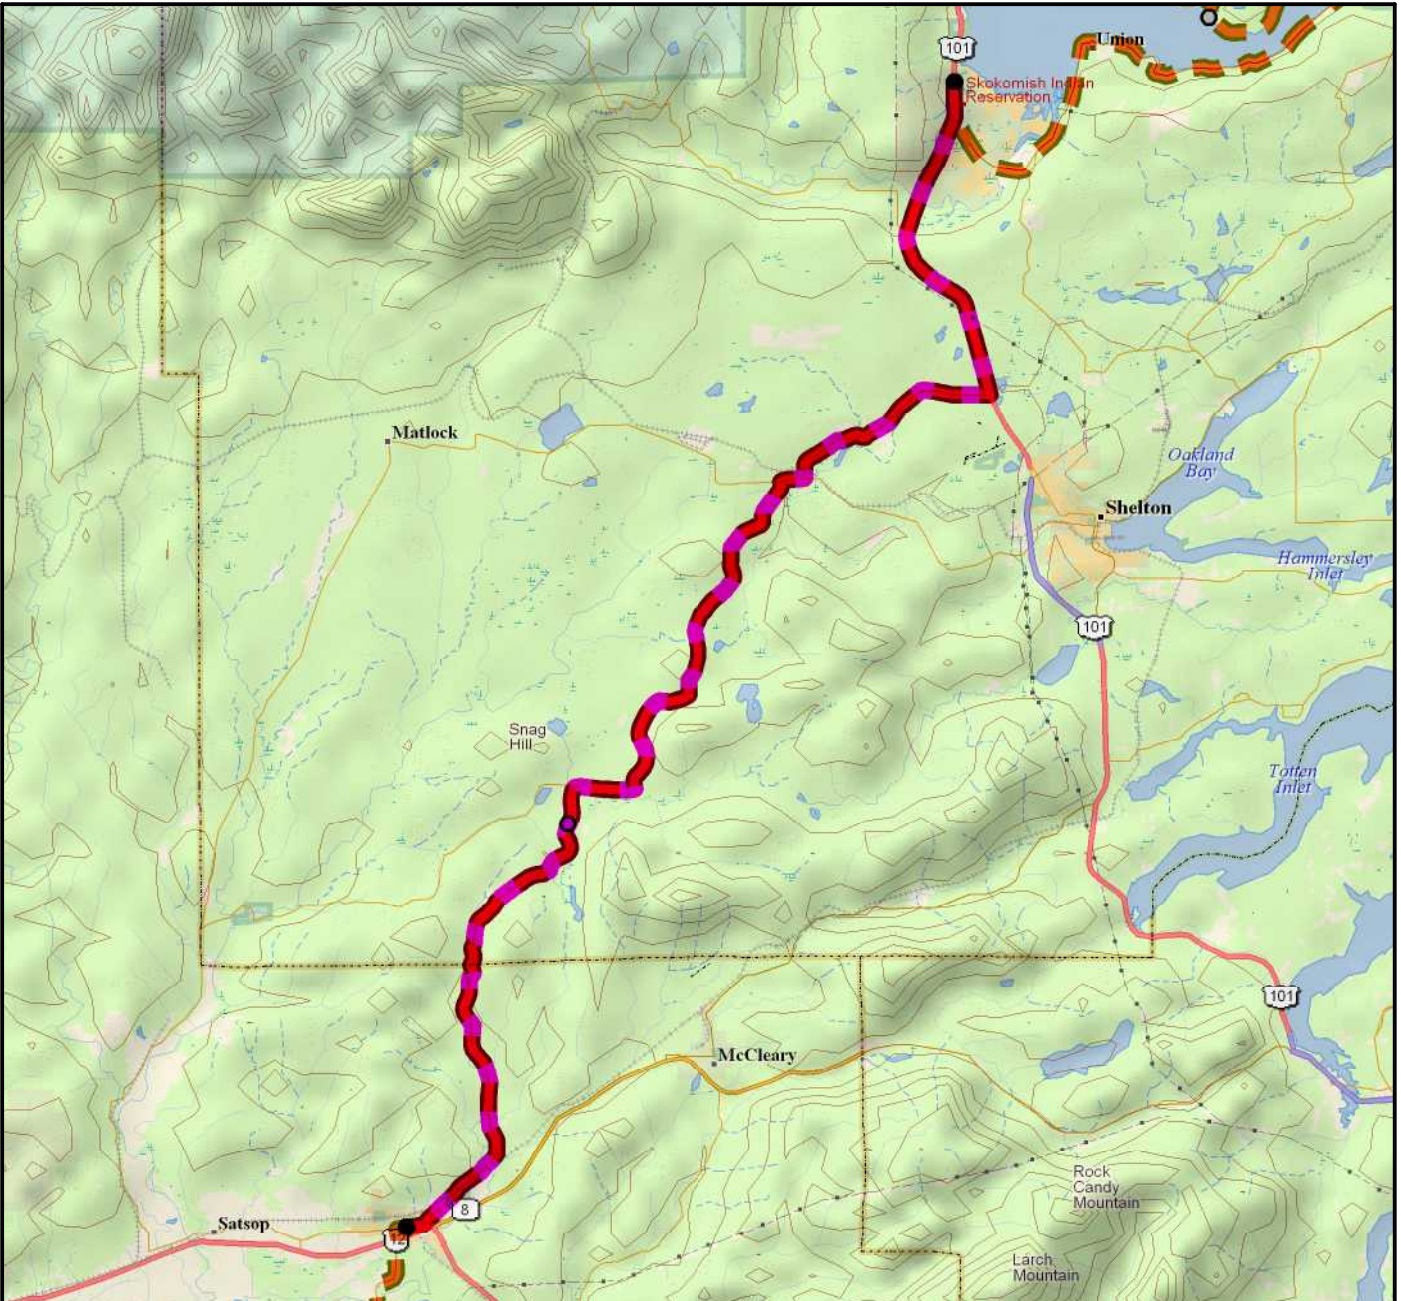 Union
101
Skokomish Indian
Reservation
Matlock
Oakland
Bay
Shelton
Hammersley
Inlet
101
Snag
Hill
Totten
Inlet
101
McCleary
Rock
Candy
Mountain
8
Satsop
12
Larch
Mountain